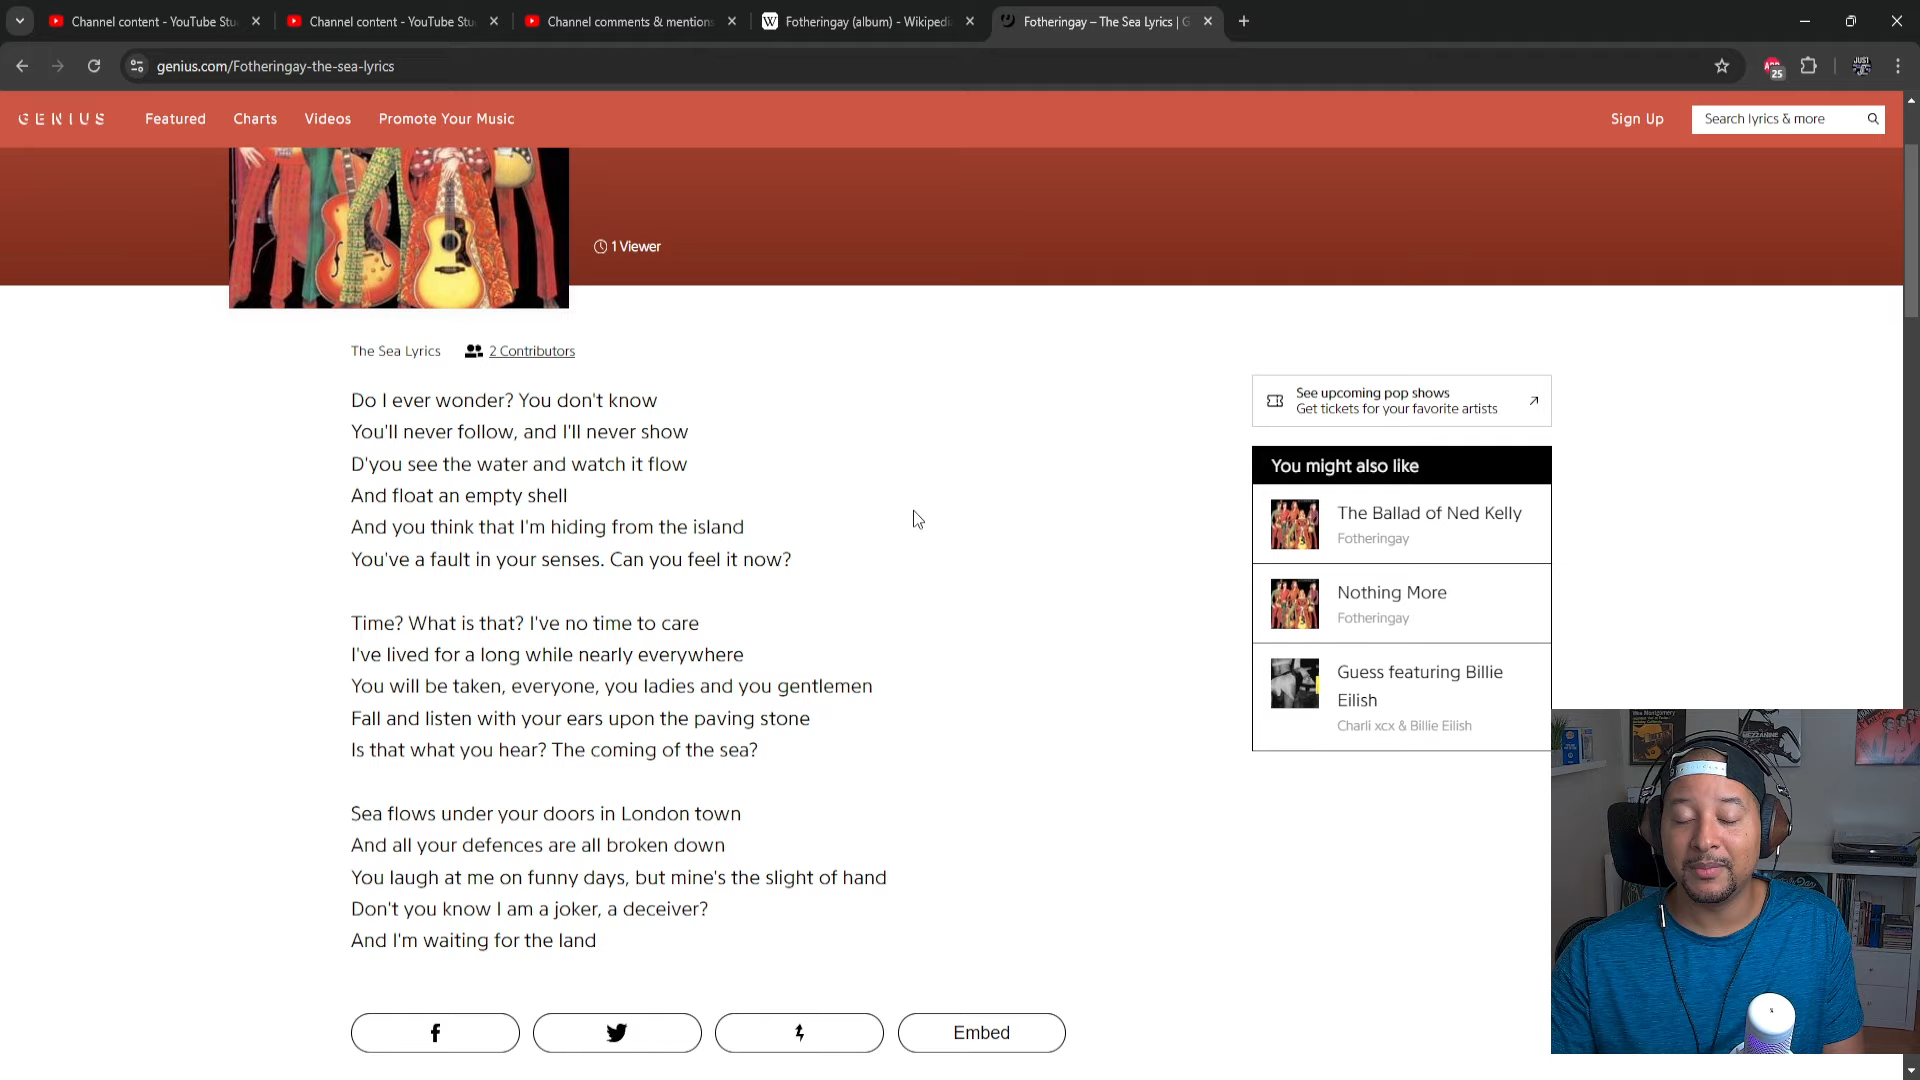 Channel content - YouTube Stu
Channel content - YouTube Stu
Channel comments & mentions
W
Fotheringay (album) - Wikipedi
Fotheringay – The Sea Lyrics | G
genius.com/Fotheringay-the-sea-lyrics
25
JUST
GENIUS
Featured
Charts
Videos
Promote Your Music
Sign Up
Search lyrics & more
1 Viewer
The Sea Lyrics
2 Contributors
Do I ever wonder? You don't know
You'll never follow, and I'll never show
D'you see the water and watch it flow
And float an empty shell
And you think that I'm hiding from the island
You've a fault in your senses. Can you feel it now?
Time? What is that? I've no time to care
I've lived for a long while nearly everywhere
You will be taken, everyone, you ladies and you gentlemen
Fall and listen with your ears upon the paving stone
Is that what you hear? The coming of the sea?
Sea flows under your doors in London town
And all your defences are all broken down
You laugh at me on funny days, but mine's the slight of hand
Don't you know I am a joker, a deceiver?
And I'm waiting for the land
Embed
See upcoming pop shows
Get tickets for your favorite artists
You might also like
The Ballad of Ned Kelly
Fotheringay
Nothing More
Fotheringay
Guess featuring Billie
Eilish
Charli xcx & Billie Eilish
Wes Montgomery
MEZZANINE